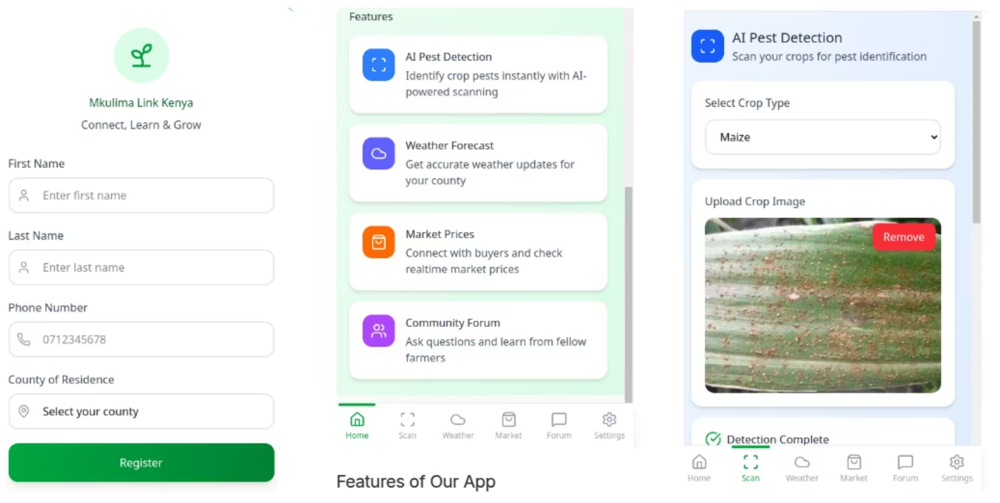 Mkulima Link Kenya
Connect, Learn & Grow
First Name
Enter first name
Last Name
Enter last name
Phone Number
0712345678
County of Residence
Select your county
Register
Features
AI Pest Detection
Identify crop pests instantly with AI-
powered scanning
Weather Forecast
Get accurate weather updates for
your county
Market Prices
Connect with buyers and check
realtime market prices
Community Forum
Ask questions and learn from fellow
farmers
Home Scan Weather Market Forum Settings
Features of Our App
AI Pest Detection
Scan your crops for pest identification
Select Crop Type
Maize
Upload Crop Image
Remove
Detection Complete
Home Scan Weather Market Forum Settings